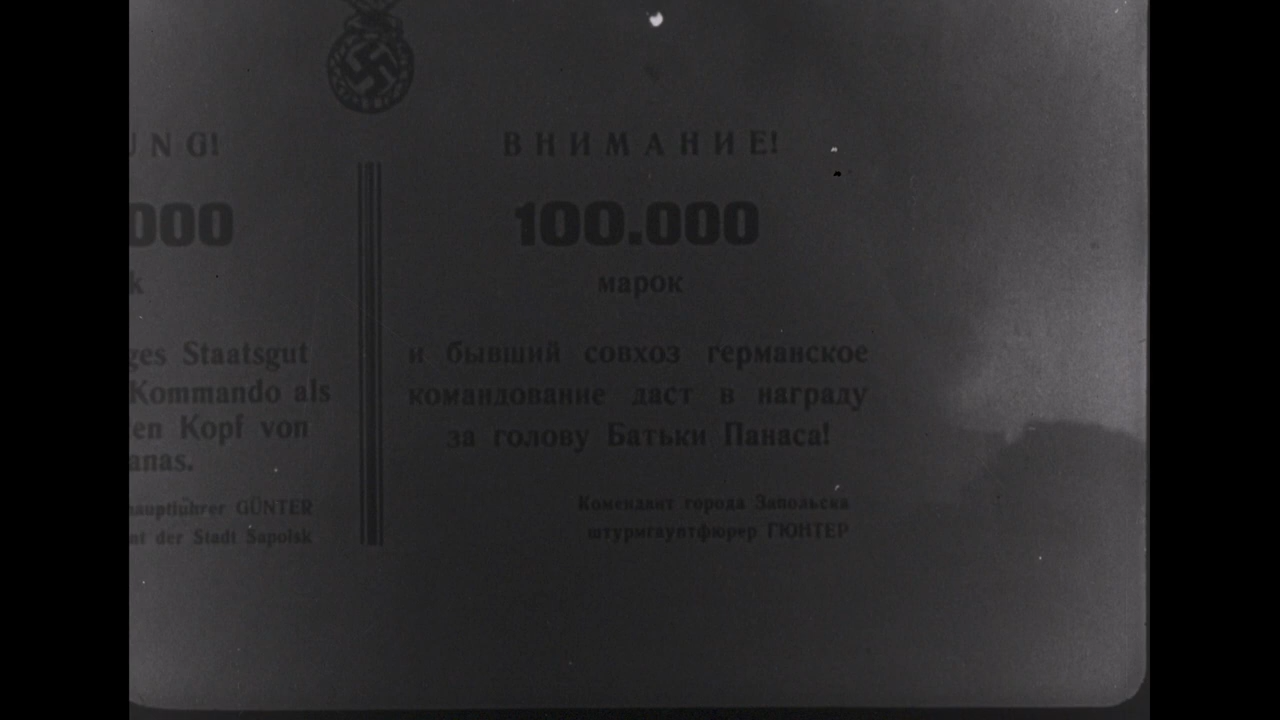 UNG!
000
k
ges Staatsgut
Kommando als
ten Kopf von
anas.
hauptführer GÜNTER
nt der Stadt Sapolsk
ВНИМАНИЕ!
100.000
марок
и бывший совхоз германское
командование даст в награду
за голову Батьки Панаса!
Комендант города Запольска
штурмгауптфюрер ГЮНТЕР